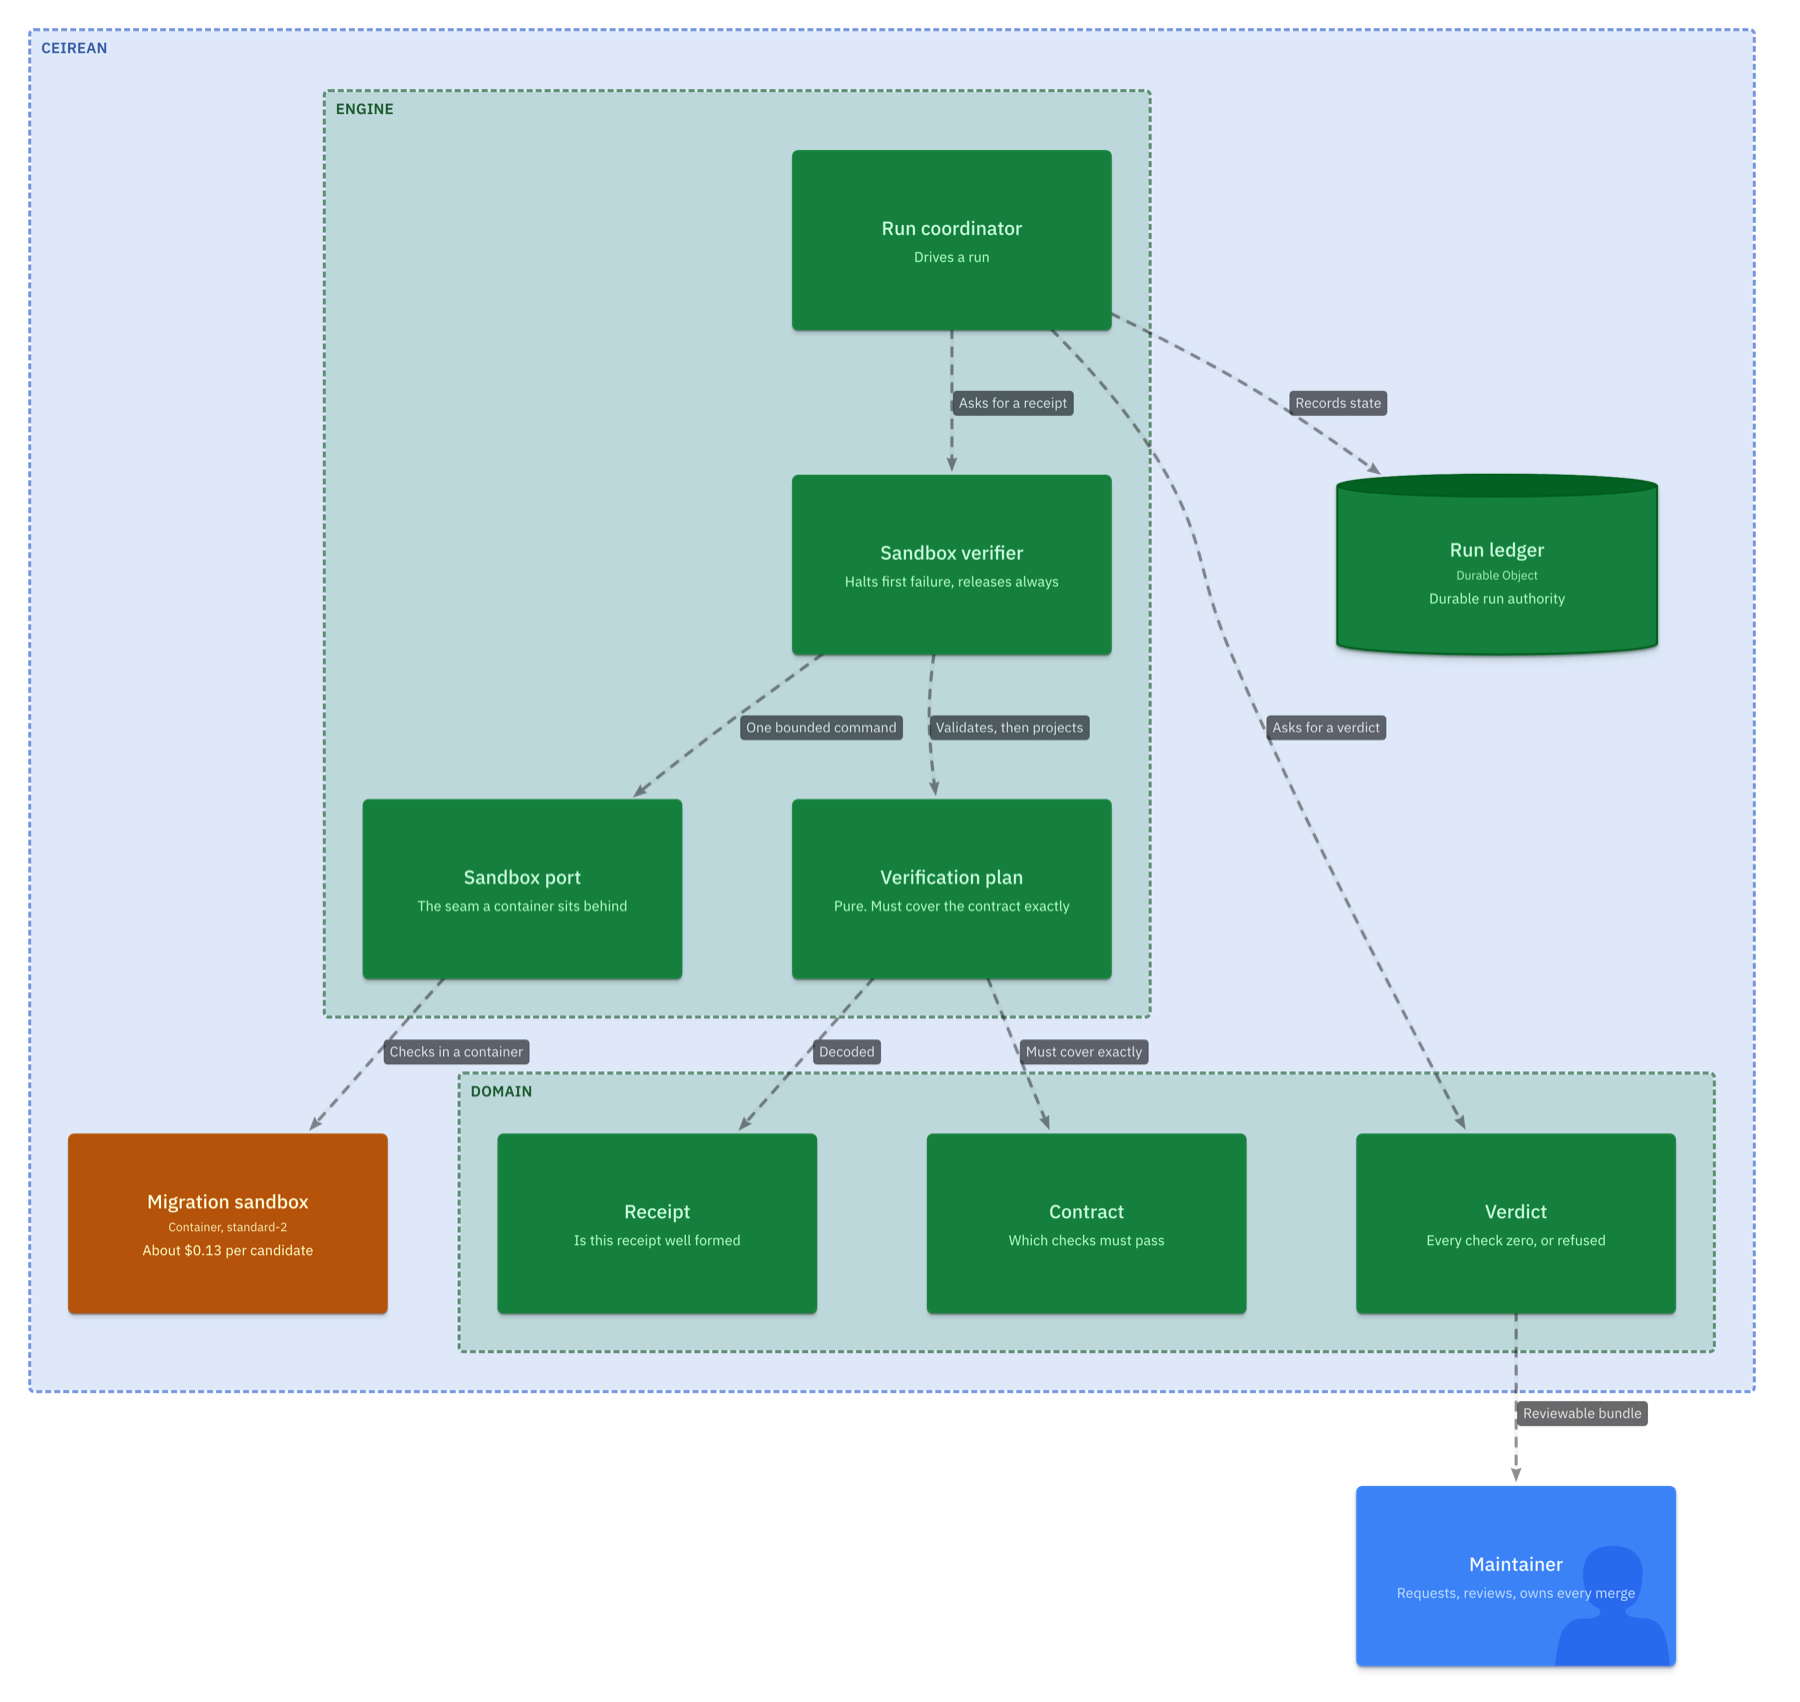 CEIREAN
ENGINE
Run coordinator
Drives a run
Asks for a receipt
Records state
Sandbox verifier
Halts first failure, releases always
Run ledger
Durable Object
Durable run authority
One bounded command
Validates, then projects
Asks for a verdict
Sandbox port
The seam a container sits behind
Verification plan
Pure. Must cover the contract exactly
Checks in a container
Decoded
Must cover exactly
DOMAIN
Migration sandbox
Container, standard-2
About $0.13 per candidate
Receipt
Is this receipt well formed
Contract
Which checks must pass
Verdict
Every check zero, or refused
Reviewable bundle
Maintainer
Requests, reviews, owns every merge